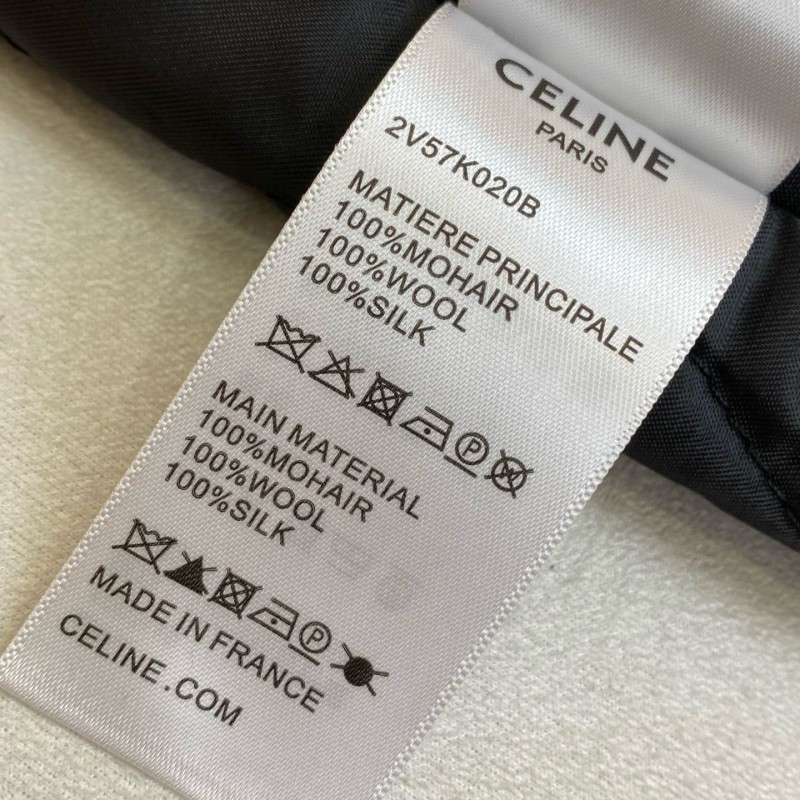 CELINE
PARIS
2V57K020B
MATIERE PRINCIPALE
100%MOHAIR
100%WOOL
100%SILK
MAIN MATERIAL
100%MOHAIR
100%WOOL
100%SILK
MADE IN FRANCE
CELINE.COM